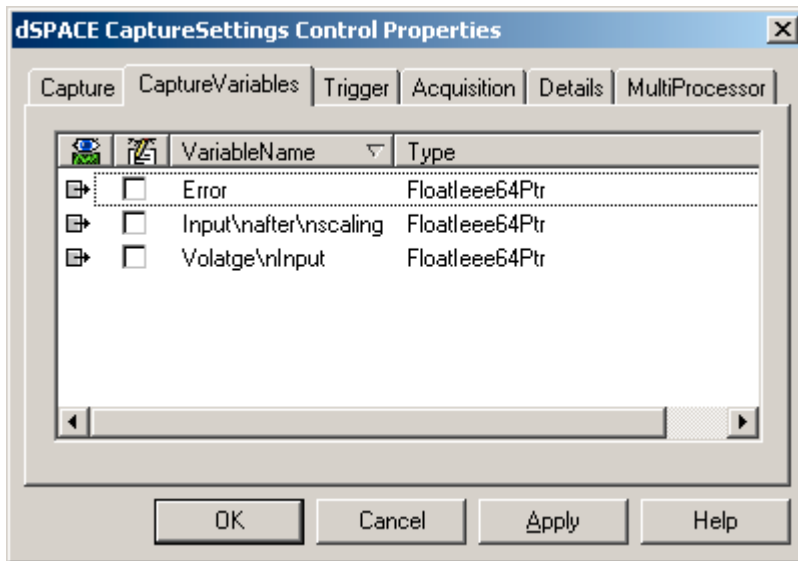 dSPACE CaptureSettings Control Properties
Capture CaptureVariables Trigger Acquisition Details MultiProcessor
VariableName Type
Error FloatIeee64Ptr
Input\nafter\nscaling FloatIeee64Ptr
Volatge\nInput FloatIeee64Ptr
OK Cancel Apply Help